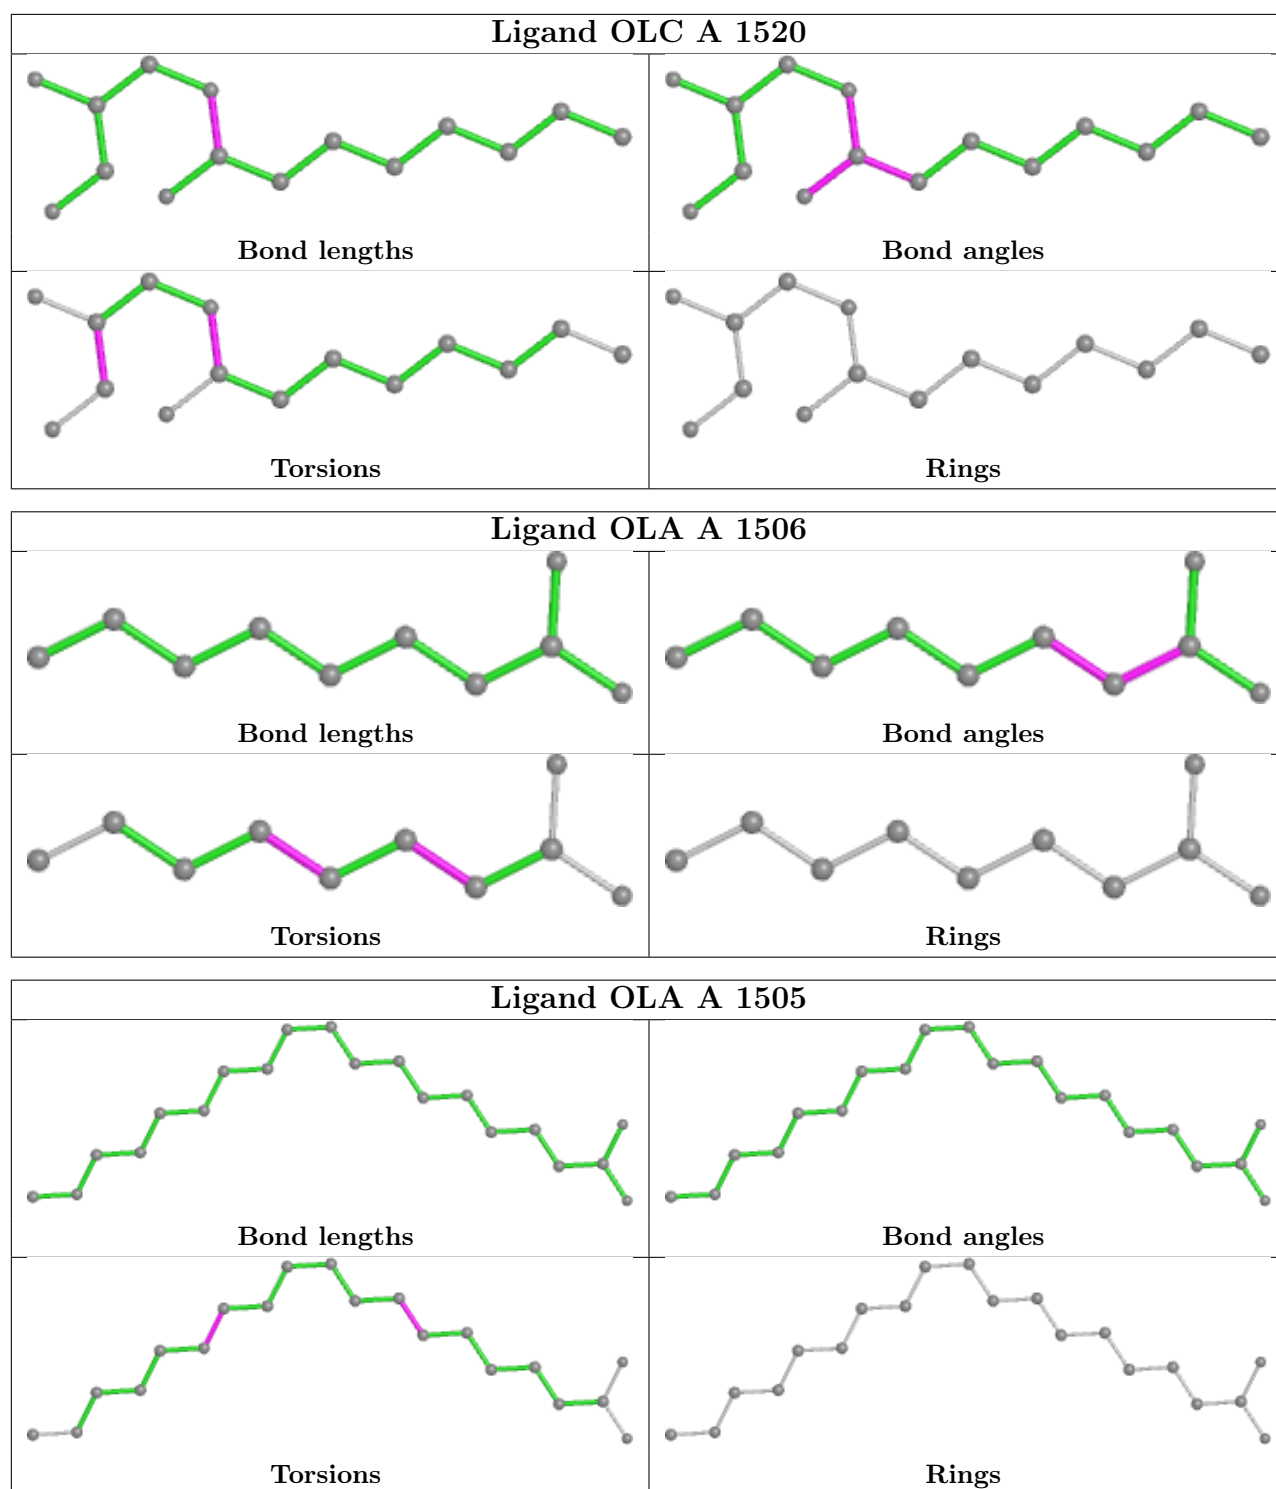 Ligand OLC A 1520
Bond lengths
Bond angles
Torsions
Rings
Ligand OLA A 1506
Bond lengths
Bond angles
Torsions
Rings
Ligand OLA A 1505
Bond lengths
Bond angles
Torsions
Rings